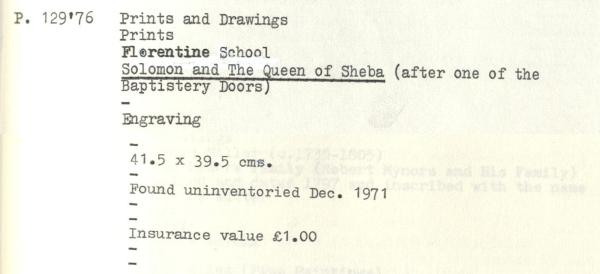 P. 129'76 Prints and Drawings
Prints
Florentine School
Solomon and The Queen of Sheba (after one of the
Baptistery Doors)
-
Engraving
-
41.5 x 39.5 cms.
-
Found uninventoried Dec. 1971
-
-
Insurance value £1.00
-
-